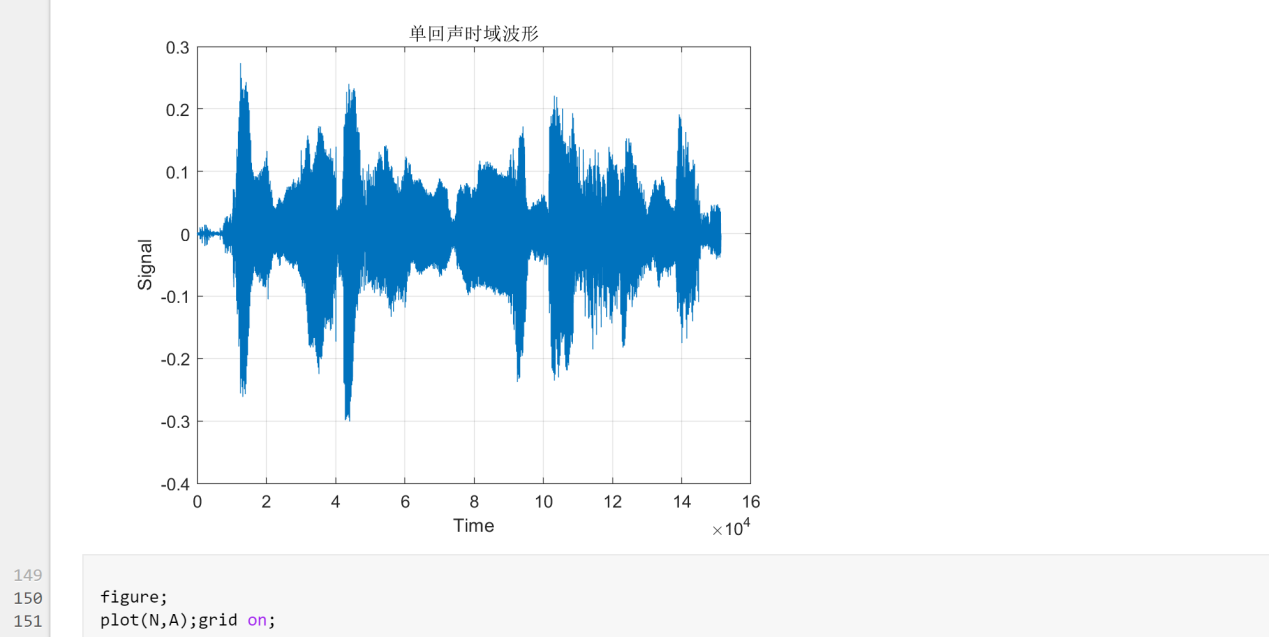 单回声时域波形
0.3
0.2
0.1
0
-0.1
-0.2
-0.3
-0.4
Signal
0 2 4 6 8 10 12 14 16
Time
×10⁴
149
150 figure;
151 plot(N,A);grid on;